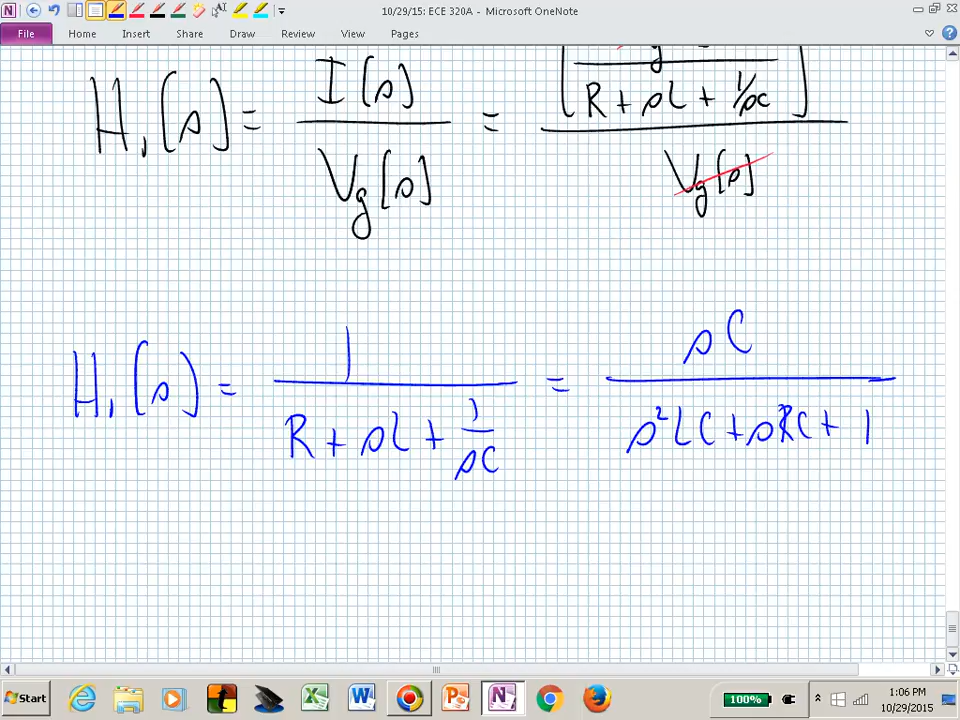 10/29/15: ECE 320A - Microsoft OneNote
File Home Insert Share Draw Review View Pages
H₁(s) = I(s) / Vg(s) = [ / (R + sL + 1/sC) ] / Vg(s)
H₁(s) = 1 / (R + sL + 1/sC) = sC / (s²LC + sRC + 1)
Start 100% 1:06 PM
10/29/2015